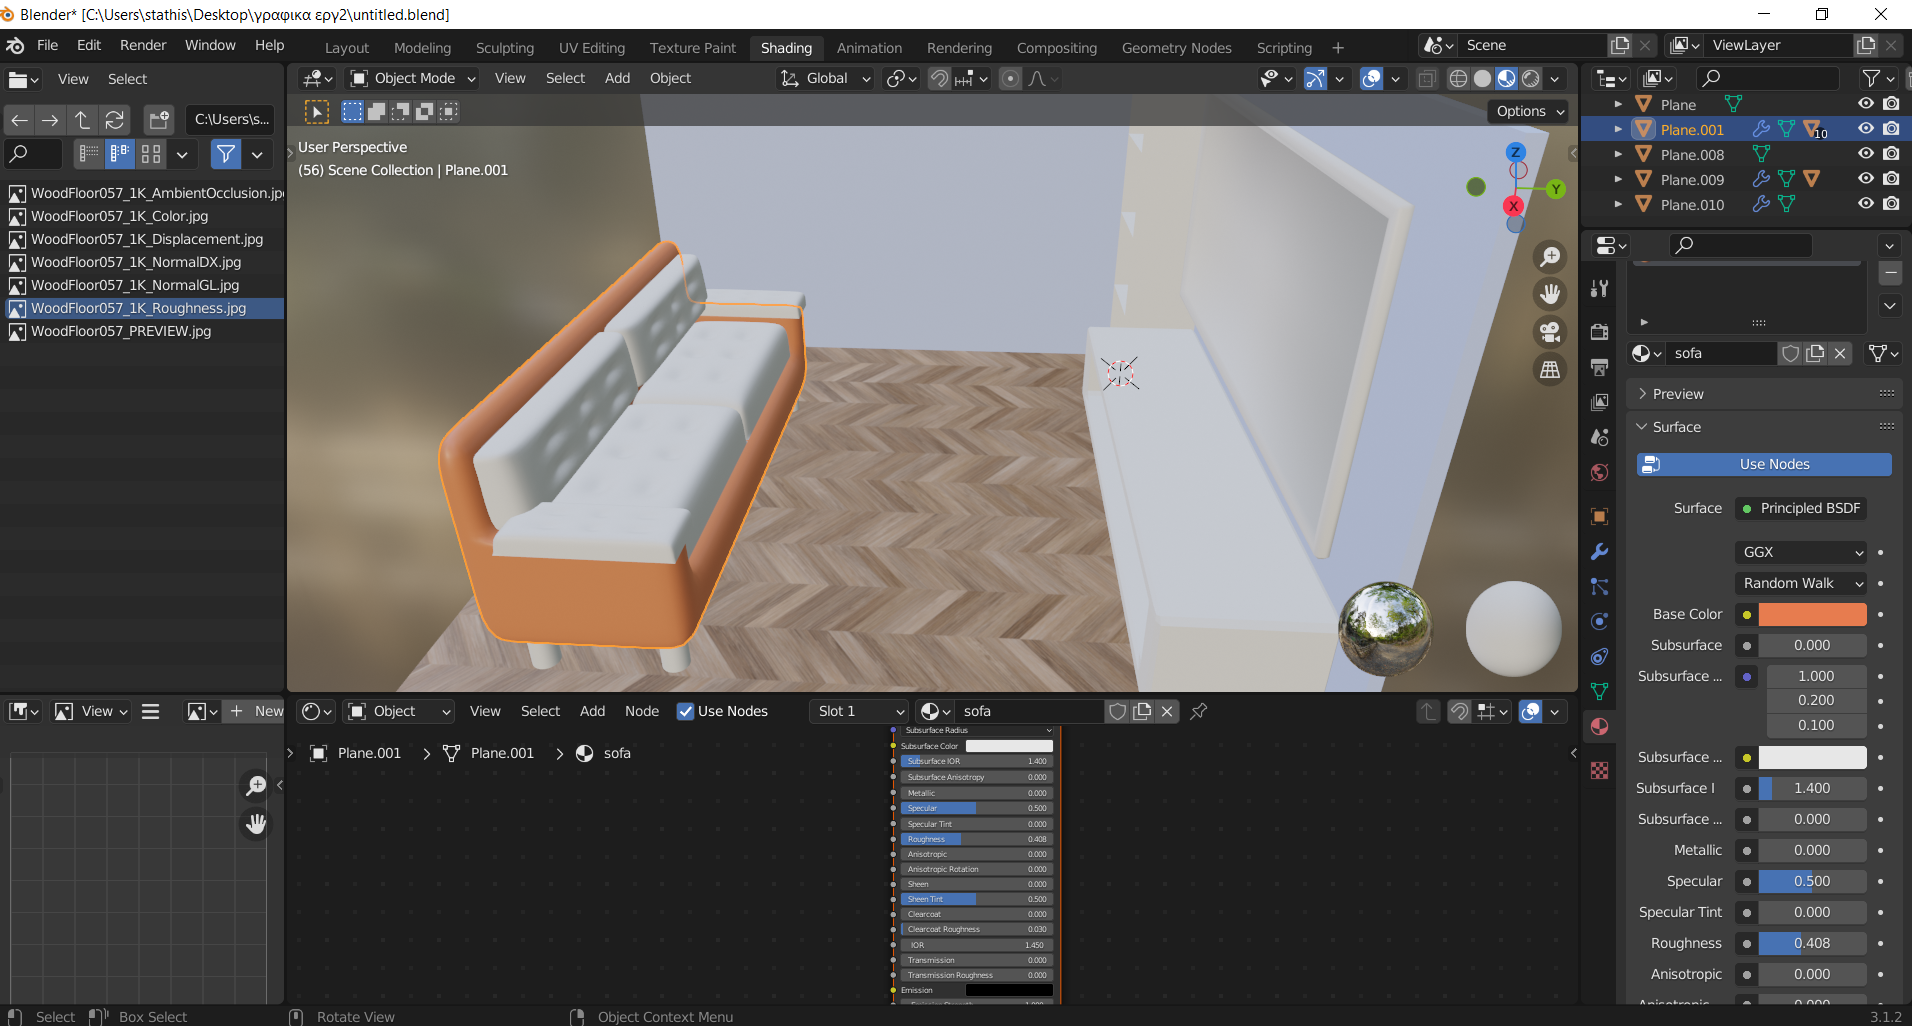 Blender* [C:\Users\stathis\Desktop\γραφικα εργ2\untitled.blend]
File Edit Render Window Help
Layout Modeling Sculpting UV Editing Texture Paint Shading Animation Rendering Compositing Geometry Nodes Scripting
Scene
ViewLayer
View Select
C:\Users\s...
WoodFloor057_1K_AmbientOcclusion.jp
WoodFloor057_1K_Color.jpg
WoodFloor057_1K_Displacement.jpg
WoodFloor057_1K_NormalDX.jpg
WoodFloor057_1K_NormalGL.jpg
WoodFloor057_1K_Roughness.jpg
WoodFloor057_PREVIEW.jpg
Object Mode View Select Add Object Global
Options
User Perspective
(56) Scene Collection | Plane.001
Z
Y
X
Plane
Plane.001 10
Plane.008
Plane.009
Plane.010
sofa
Preview
Surface
Use Nodes
Surface Principled BSDF
GGX
Random Walk
Base Color
Subsurface 0.000
Subsurface ... 1.000
0.200
0.100
Subsurface ...
Subsurface I 1.400
Subsurface ... 0.000
Metallic 0.000
Specular 0.500
Specular Tint 0.000
Roughness 0.408
Anisotropic 0.000
Anisotropic 0.000
View New
Object View Select Add Node Use Nodes Slot 1 sofa
Plane.001 Plane.001 sofa
Subsurface Radius
Subsurface Color
Subsurface IOR 1.400
Subsurface Anisotropy 0.000
Metallic 0.000
Specular 0.500
Specular Tint 0.000
Roughness 0.408
Anisotropic 0.000
Anisotropic Rotation 0.000
Sheen 0.000
Sheen Tint 0.500
Clearcoat 0.000
Clearcoat Roughness 0.030
IOR 1.450
Transmission 0.000
Transmission Roughness 0.000
Emission
Emission Strength 1.000
Select Box Select Rotate View Object Context Menu 3.1.2